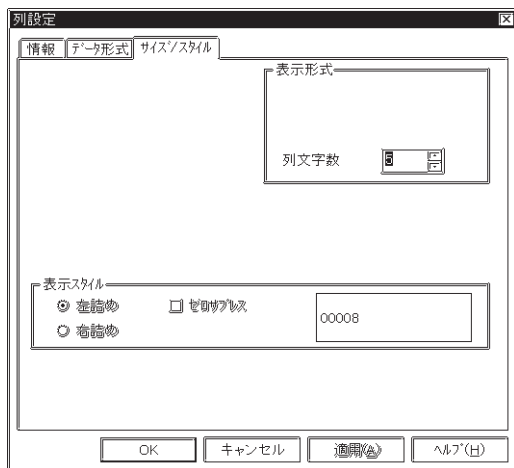 列設定
情報 ﾃﾞｰﾀ形式 ｻｲｽﾞ/ｽﾀｲﾙ
表示形式
列文字数 5
表示ｽﾀｲﾙ
左詰め ｾﾞﾛｻﾌﾟﾚｽ
右詰め
00008
OK キャンセル 適用(A) ﾍﾙﾌﾟ(H)